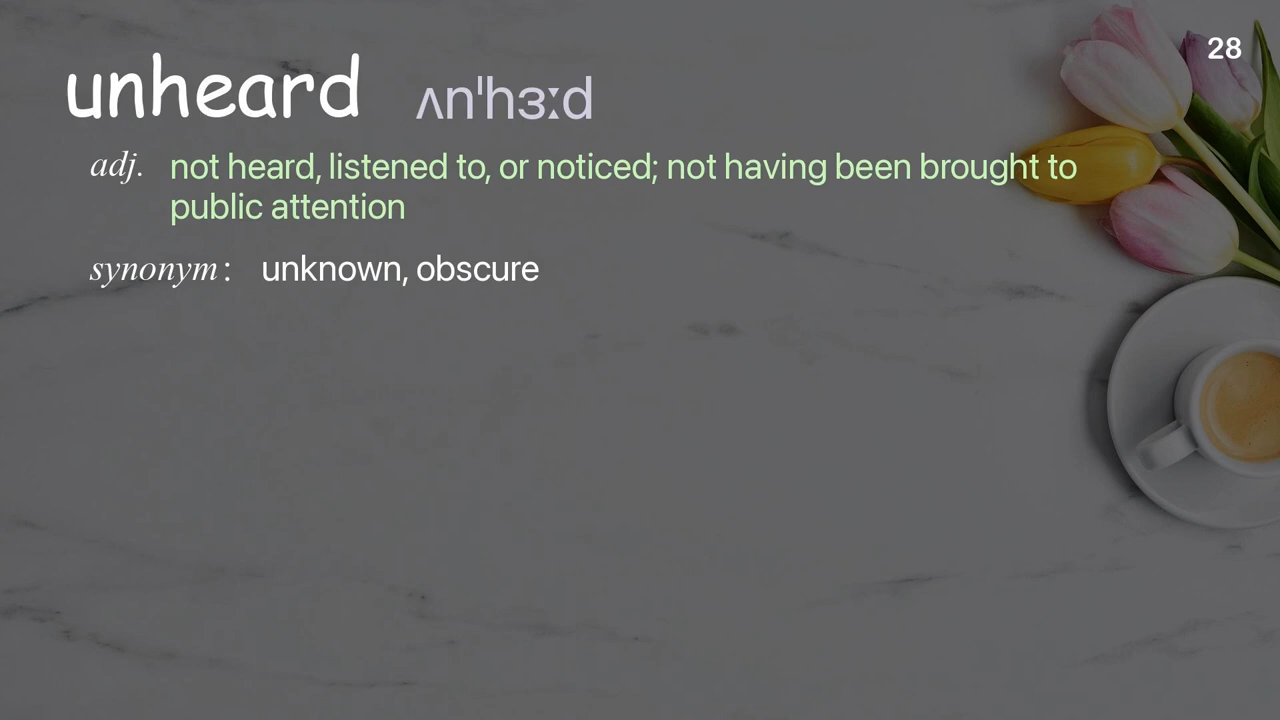 28
unheard ʌnˈhɜːd
adj. not heard, listened to, or noticed; not having been brought to
public attention
synonym: unknown, obscure